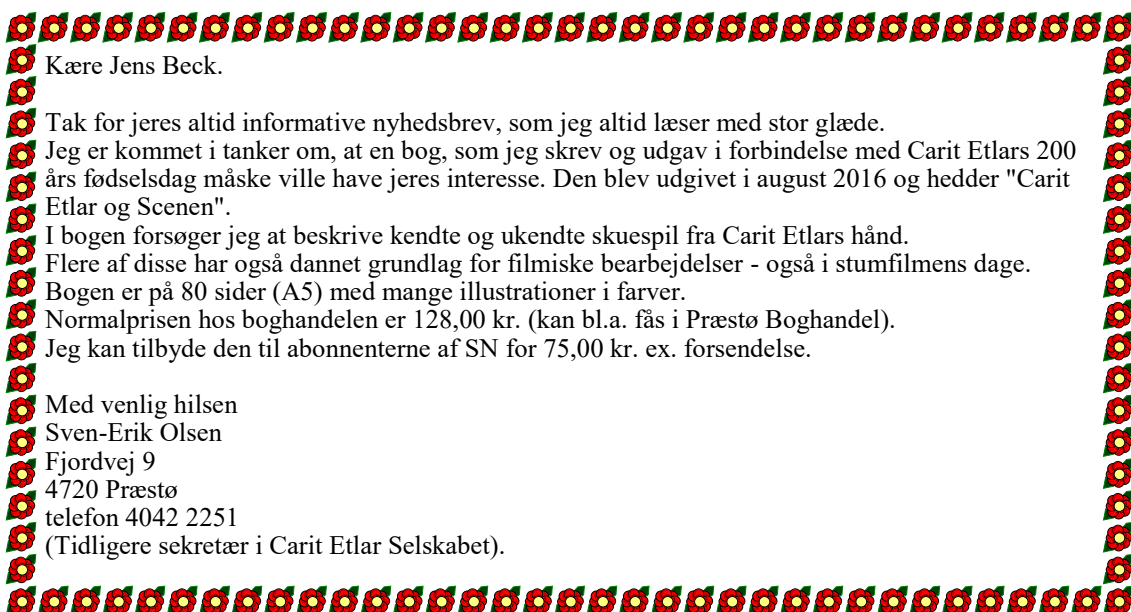 Kære Jens Beck.
Tak for jeres altid informative nyhedsbrev, som jeg altid læser med stor glæde.
Jeg er kommet i tanker om, at en bog, som jeg skrev og udgav i forbindelse med Carit Etlars 200
års fødselsdag måske ville have jeres interesse. Den blev udgivet i august 2016 og hedder "Carit
Etlar og Scenen".
I bogen forsøger jeg at beskrive kendte og ukendte skuespil fra Carit Etlars hånd.
Flere af disse har også dannet grundlag for filmiske bearbejdelser - også i stumfilmens dage.
Bogen er på 80 sider (A5) med mange illustrationer i farver.
Normalprisen hos boghandelen er 128,00 kr. (kan bl.a. fås i Præstø Boghandel).
Jeg kan tilbyde den til abonnenterne af SN for 75,00 kr. ex. forsendelse.
Med venlig hilsen
Sven-Erik Olsen
Fjordvej 9
4720 Præstø
telefon 4042 2251
(Tidligere sekretær i Carit Etlar Selskabet).